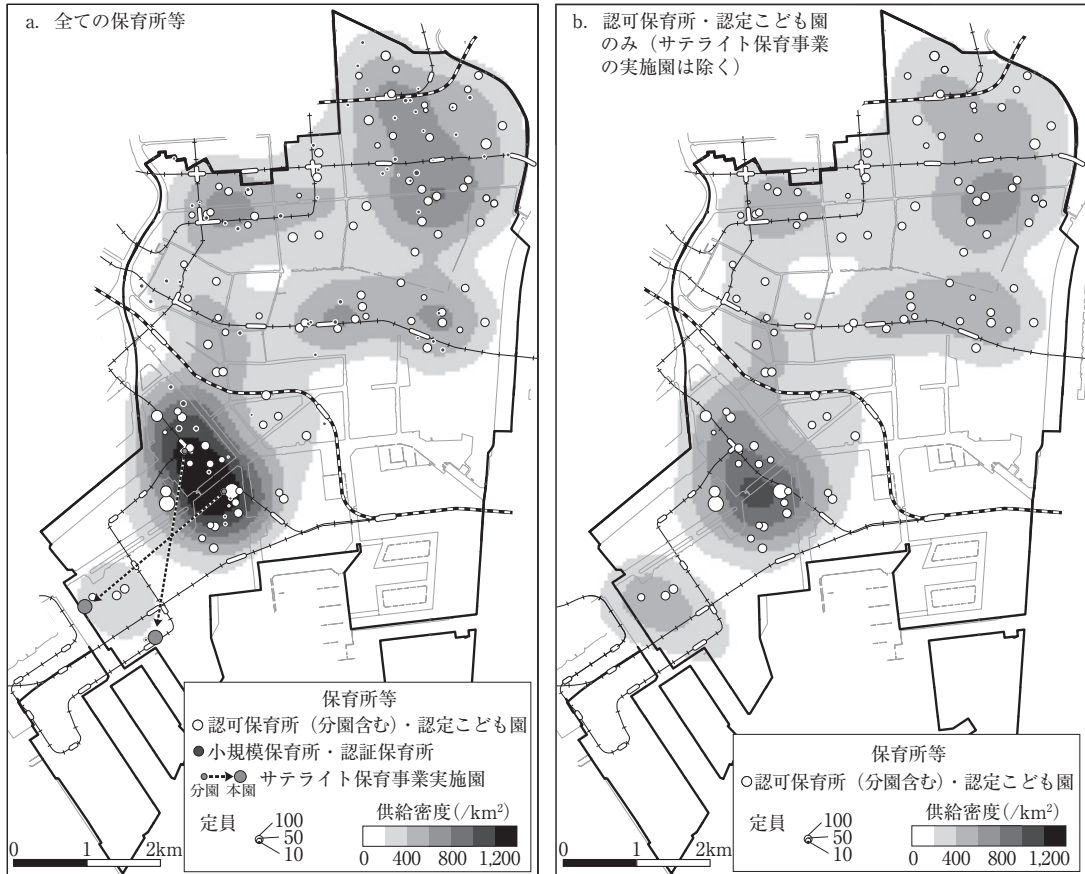 a. 全ての保育所等
保育所等
認可保育所（分園含む）・認定こども園
小規模保育所・認証保育所
サテライト保育事業実施園
分園 本園
定員
100
50
10
供給密度(/km²)
0 400 800 1,200
0 1 2km
b. 認可保育所・認定こども園
のみ（サテライト保育事業
の実施園は除く）
保育所等
認可保育所（分園含む）・認定こども園
定員
100
50
10
供給密度(/km²)
0 400 800 1,200
0 1 2km